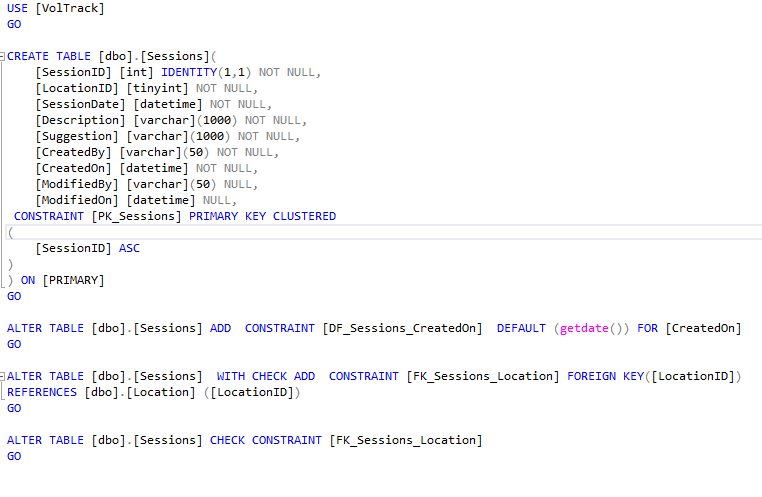 USE [VolTrack]
GO
CREATE TABLE [dbo].[Sessions](
[SessionID] [int] IDENTITY(1,1) NOT NULL,
[LocationID] [tinyint] NOT NULL,
[SessionDate] [datetime] NOT NULL,
[Description] [varchar](1000) NOT NULL,
[Suggestion] [varchar](1000) NOT NULL,
[CreatedBy] [varchar](50) NOT NULL,
[CreatedOn] [datetime] NOT NULL,
[ModifiedBy] [varchar](50) NULL,
[ModifiedOn] [datetime] NULL,
CONSTRAINT [PK_Sessions] PRIMARY KEY CLUSTERED
(
[SessionID] ASC
)
) ON [PRIMARY]
GO
ALTER TABLE [dbo].[Sessions] ADD  CONSTRAINT [DF_Sessions_CreatedOn]  DEFAULT (getdate()) FOR [CreatedOn]
GO
ALTER TABLE [dbo].[Sessions]  WITH CHECK ADD  CONSTRAINT [FK_Sessions_Location] FOREIGN KEY([LocationID])
REFERENCES [dbo].[Location] ([LocationID])
GO
ALTER TABLE [dbo].[Sessions] CHECK CONSTRAINT [FK_Sessions_Location]
GO